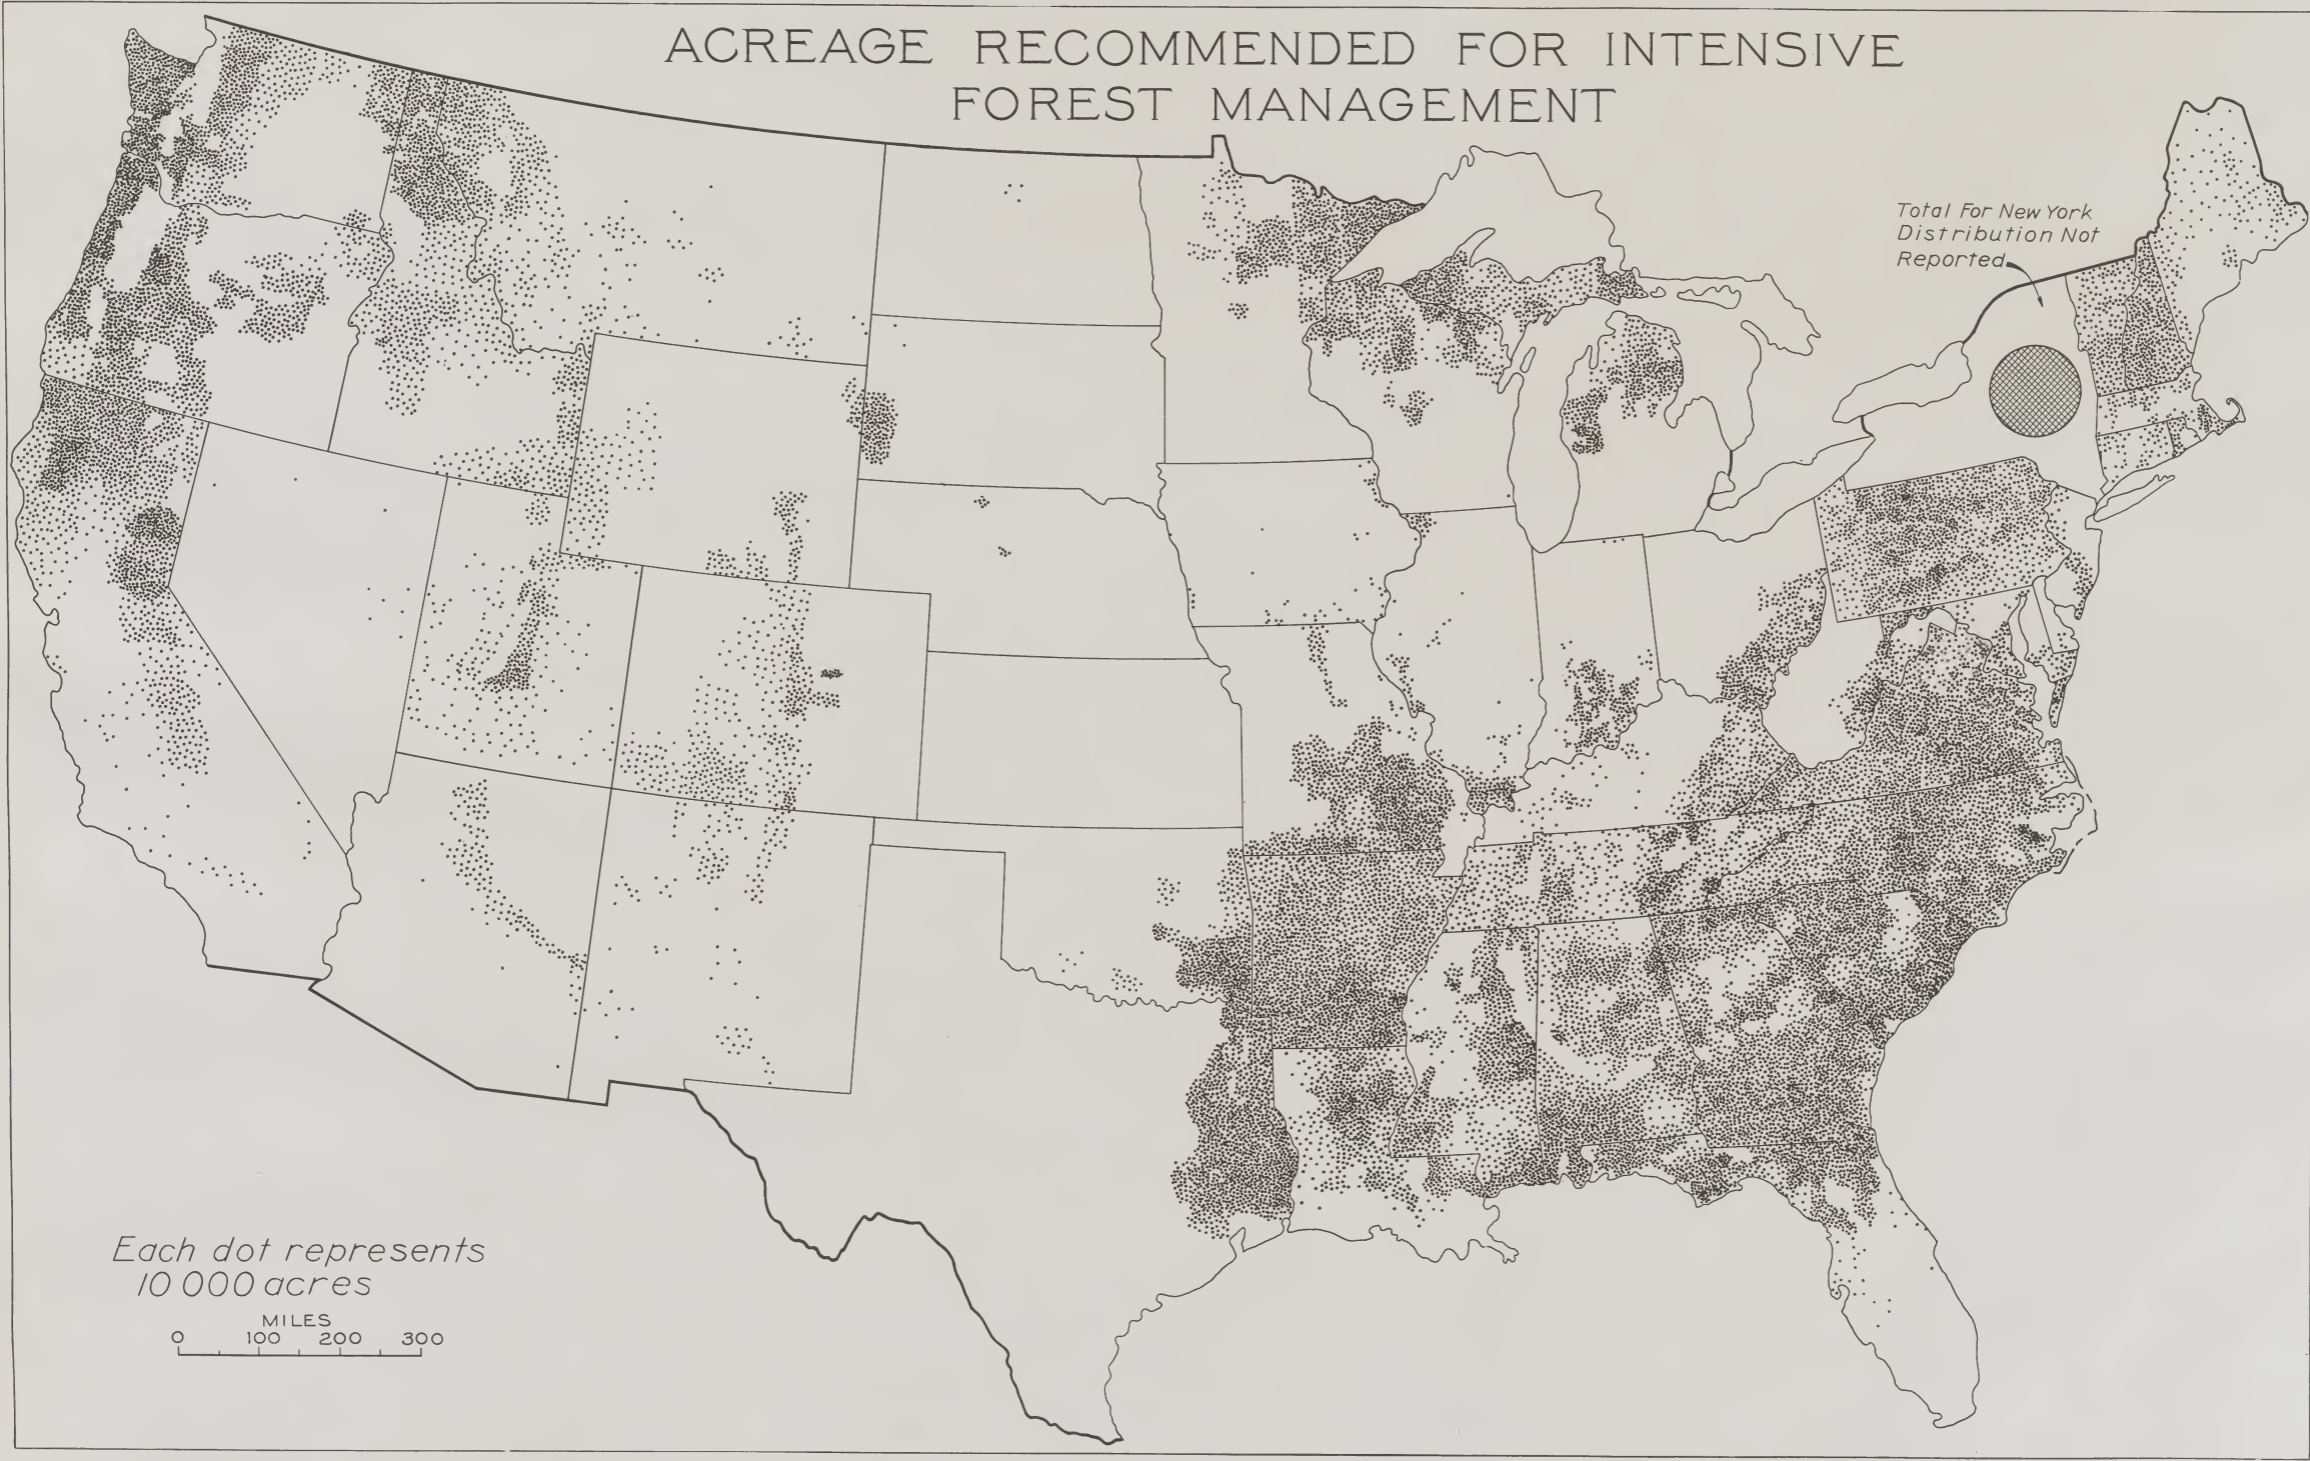 ACREAGE RECOMMENDED FOR INTENSIVE
FOREST MANAGEMENT
Total For New York
Distribution Not
Reported
Each dot represents
10 000 acres
MILES
0 100 200 300